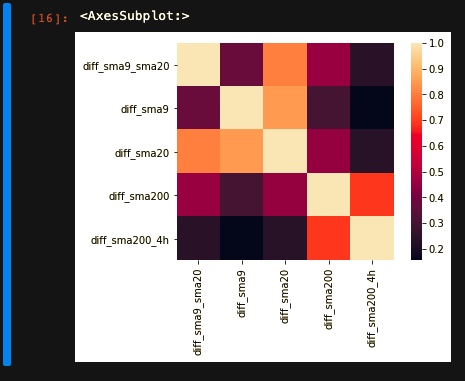 [16]: <AxesSubplot:>
diff_sma9_sma20
diff_sma9
diff_sma20
diff_sma200
diff_sma200_4h
diff_sma9_sma20
diff_sma9
diff_sma20
diff_sma200
diff_sma200_4h
1.0
0.9
0.8
0.7
0.6
0.5
0.4
0.3
0.2